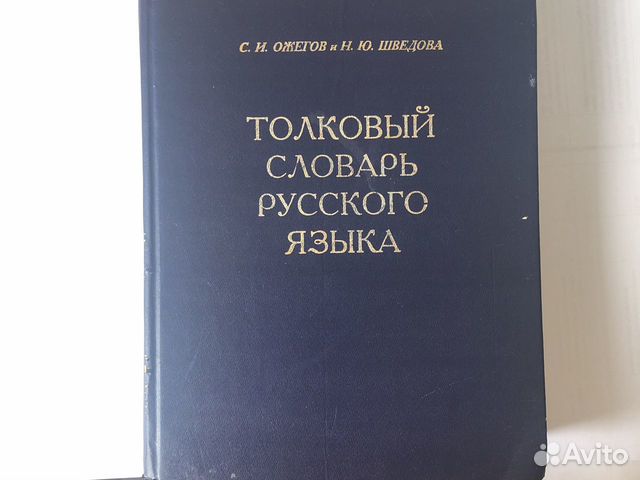 С. И. ОЖЕГОВ и Н. Ю. ШВЕДОВА
ТОЛКОВЫЙ
СЛОВАРЬ
РУССКОГО
ЯЗЫКА
Avito